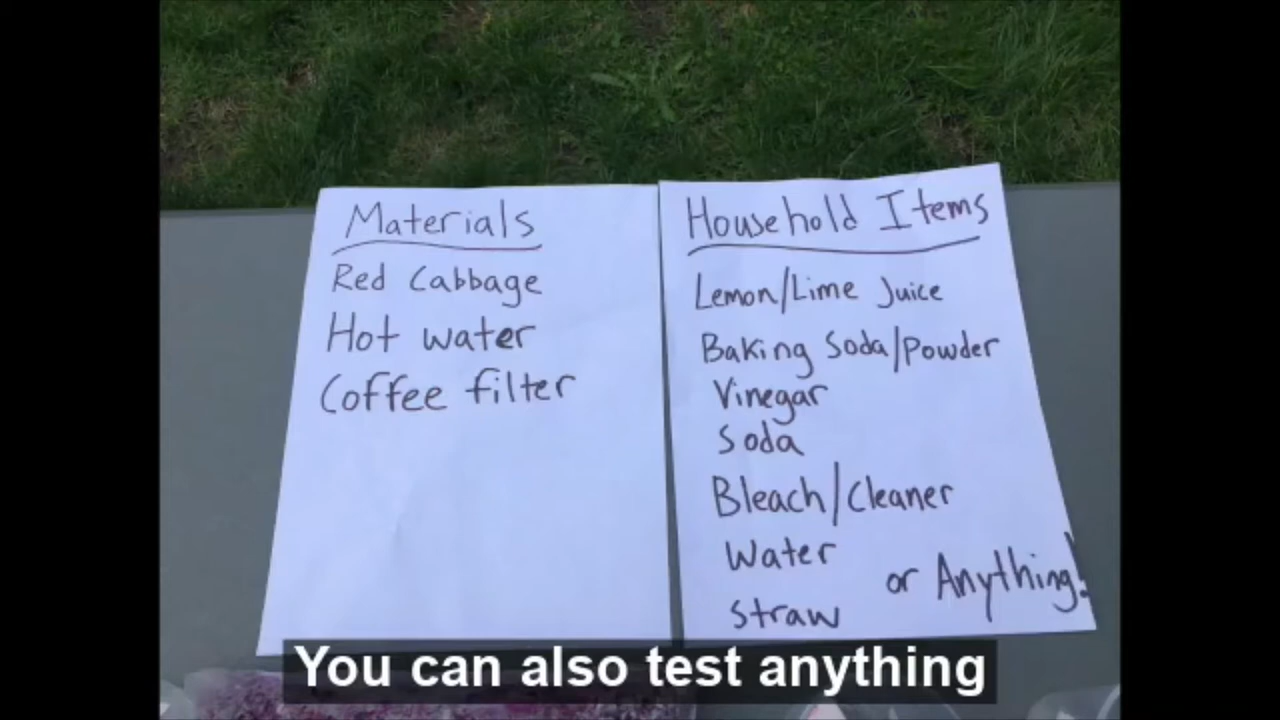 Materials
Red Cabbage
Hot water
Coffee filter
Household Items
Lemon/Lime Juice
Baking Soda/Powder
Vinegar
Soda
Bleach/Cleaner
Water
or Anything!
Straw
You can also test anything